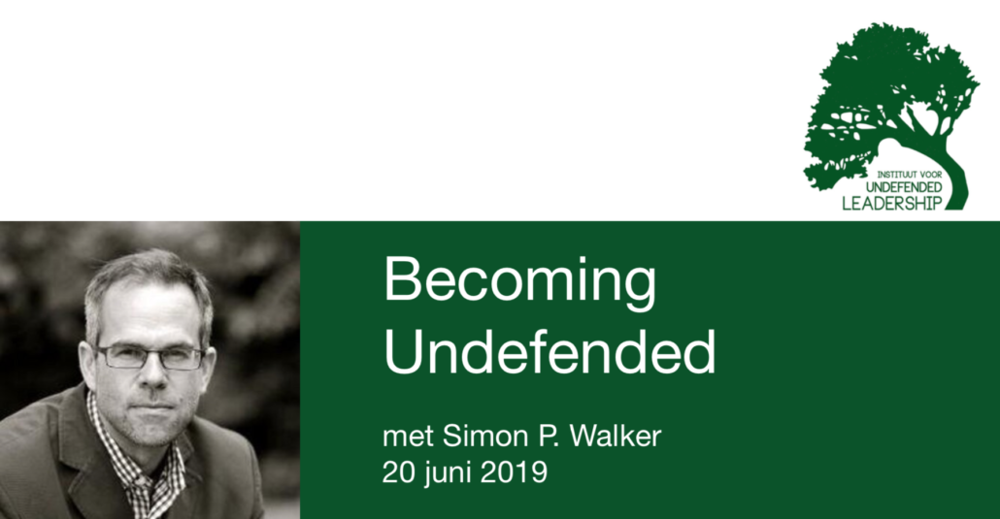 INSTITUUT VOOR
UNDEFENDED
LEADERSHIP
Becoming
Undefended
met Simon P. Walker
20 juni 2019